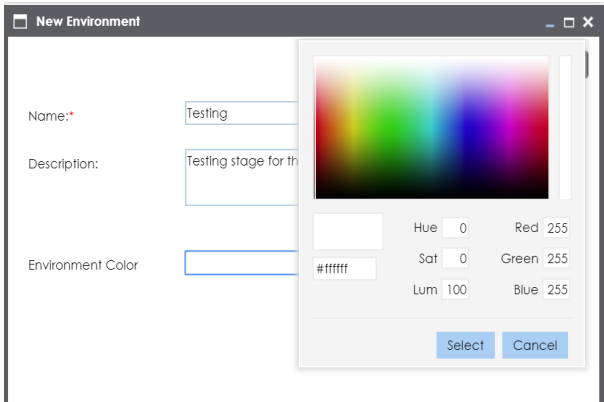 New Environment
Name:*
Testing
Description:
Testing stage for th
Environment Color
#ffffff
Hue 0
Red 255
Sat 0
Green 255
Lum 100
Blue 255
Select
Cancel